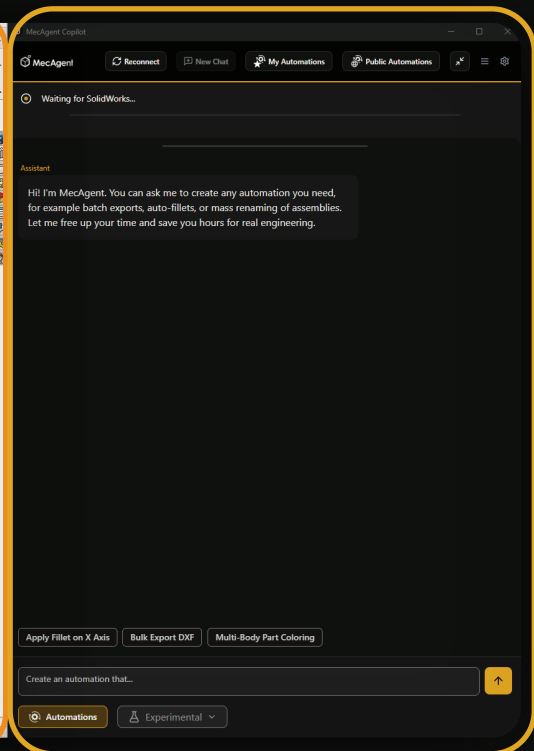 MecAgent Copilot
MecAgent
Reconnect
New Chat
My Automations
Public Automations
Waiting for SolidWorks...
Assistant
Hi! I'm MecAgent. You can ask me to create any automation you need,
for example batch exports, auto-fillets, or mass renaming of assemblies.
Let me free up your time and save you hours for real engineering.
Apply Fillet on X Axis
Bulk Export DXF
Multi-Body Part Coloring
Create an automation that...
Automations
Experimental